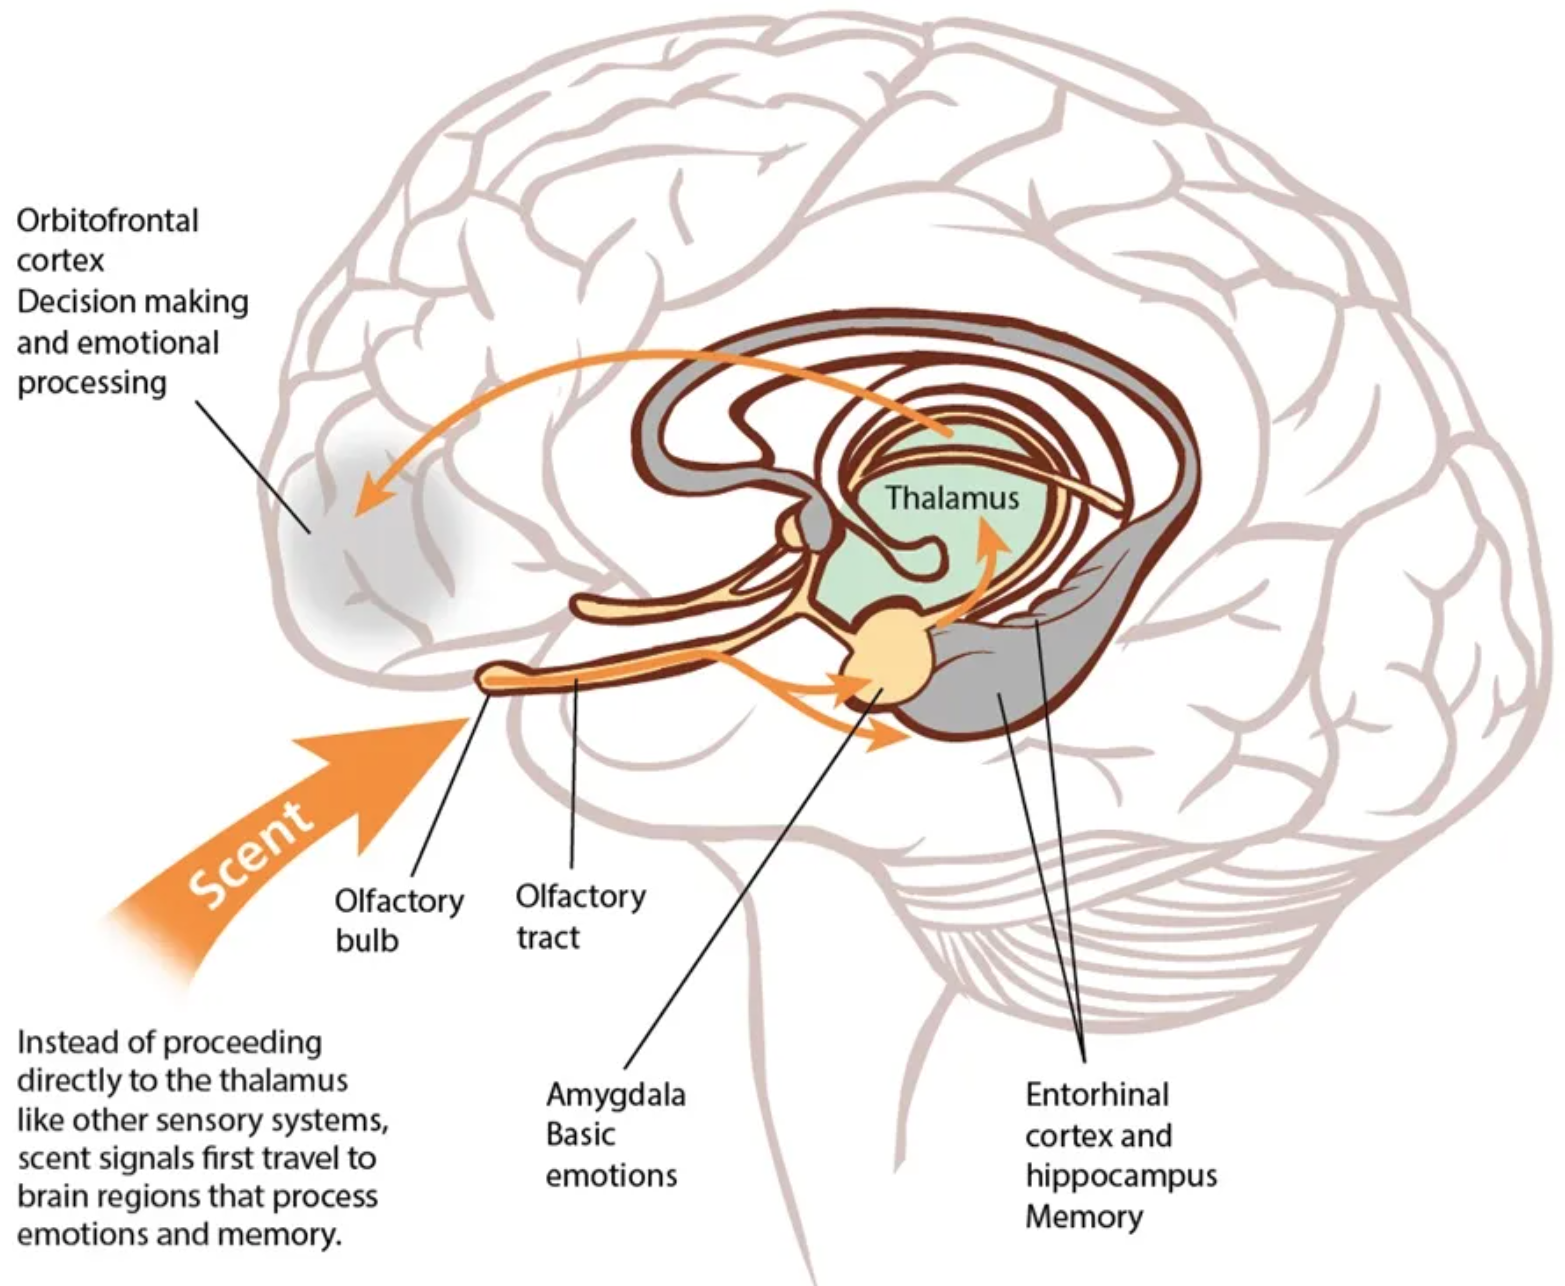 Orbitofrontal
cortex
Decision making
and emotional
processing
Thalamus
Scent
Olfactory
bulb
Olfactory
tract
Instead of proceeding
directly to the thalamus
like other sensory systems,
scent signals first travel to
brain regions that process
emotions and memory.
Amygdala
Basic
emotions
Entorhinal
cortex and
hippocampus
Memory